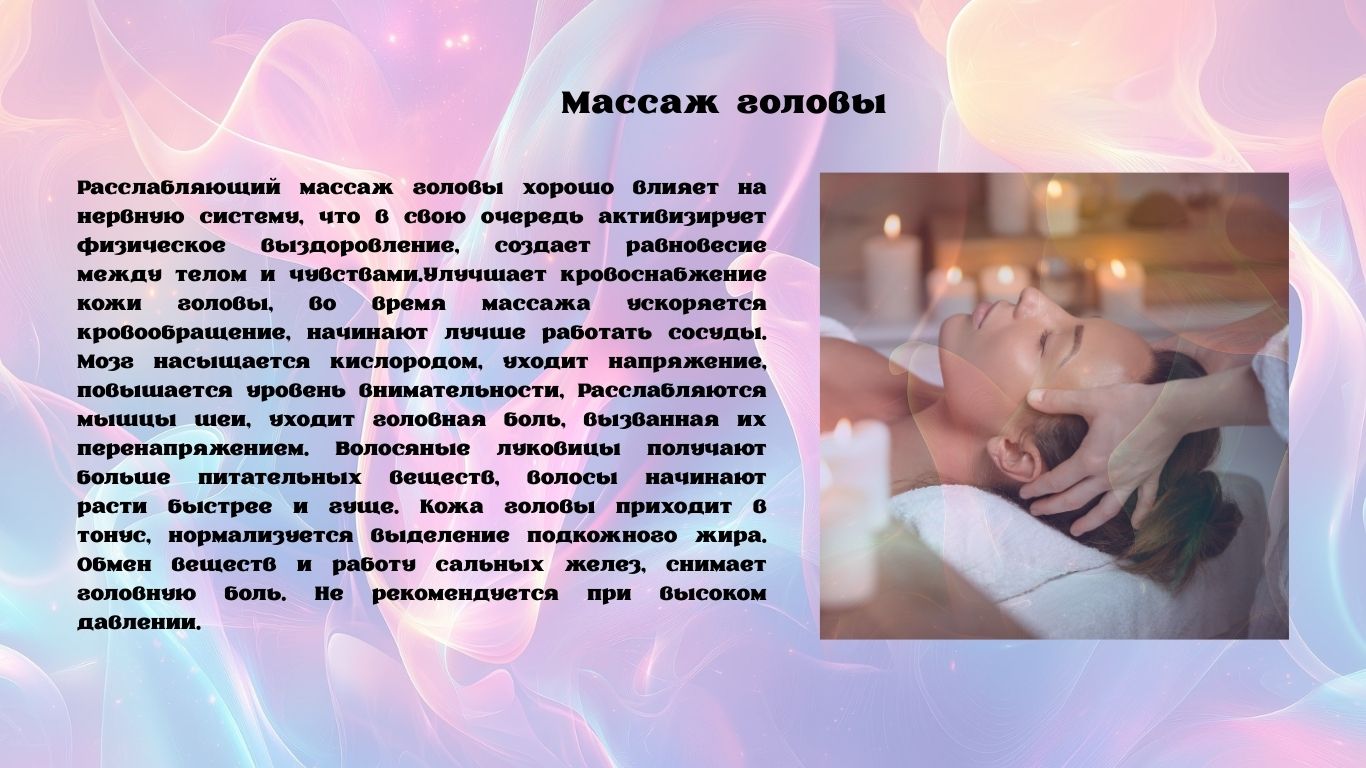 Массаж головы
Расслабляющий массаж головы хорошо влияет на
нервную систему, что в свою очередь активизирует
физическое выздоровление, создает равновесие
между телом и чувствами.Улучшает кровоснабжение
кожи головы, во время массажа ускоряется
кровообращение, начинают лучше работать сосуды.
Мозг насыщается кислородом, уходит напряжение,
повышается уровень внимательности, Расслабляются
мышцы шеи, уходит головная боль, вызванная их
перенапряжением. Волосяные луковицы получают
больше питательных веществ, волосы начинают
расти быстрее и гуще. Кожа головы приходит в
тонус, нормализуется выделение подкожного жира.
Обмен веществ и работу сальных желез, снимает
головную боль. Не рекомендуется при высоком
давлении.